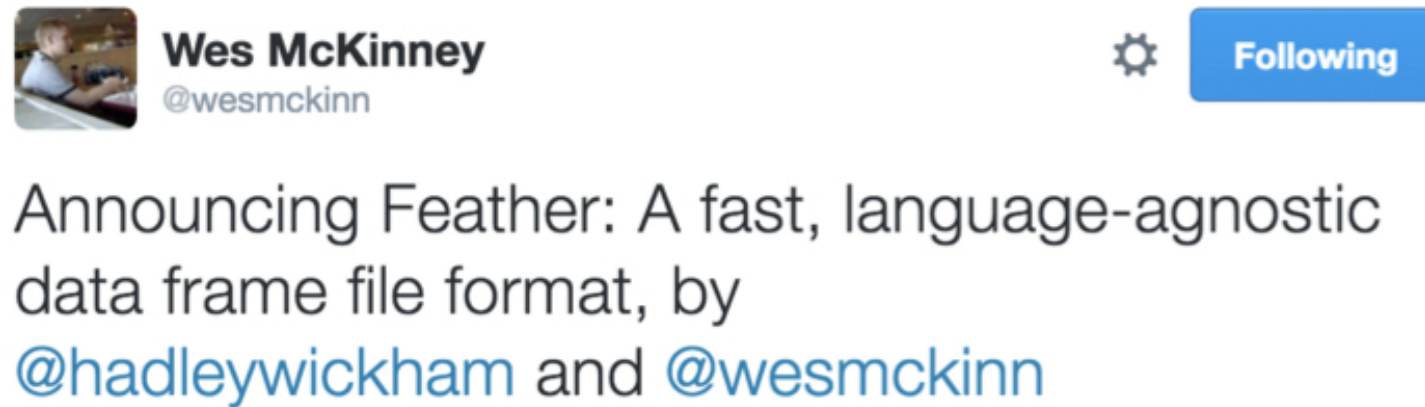 Wes McKinney
Following
@wesmckinn
Announcing Feather: A fast, language-agnostic
data frame file format, by
@hadleywickham and @wesmckinn